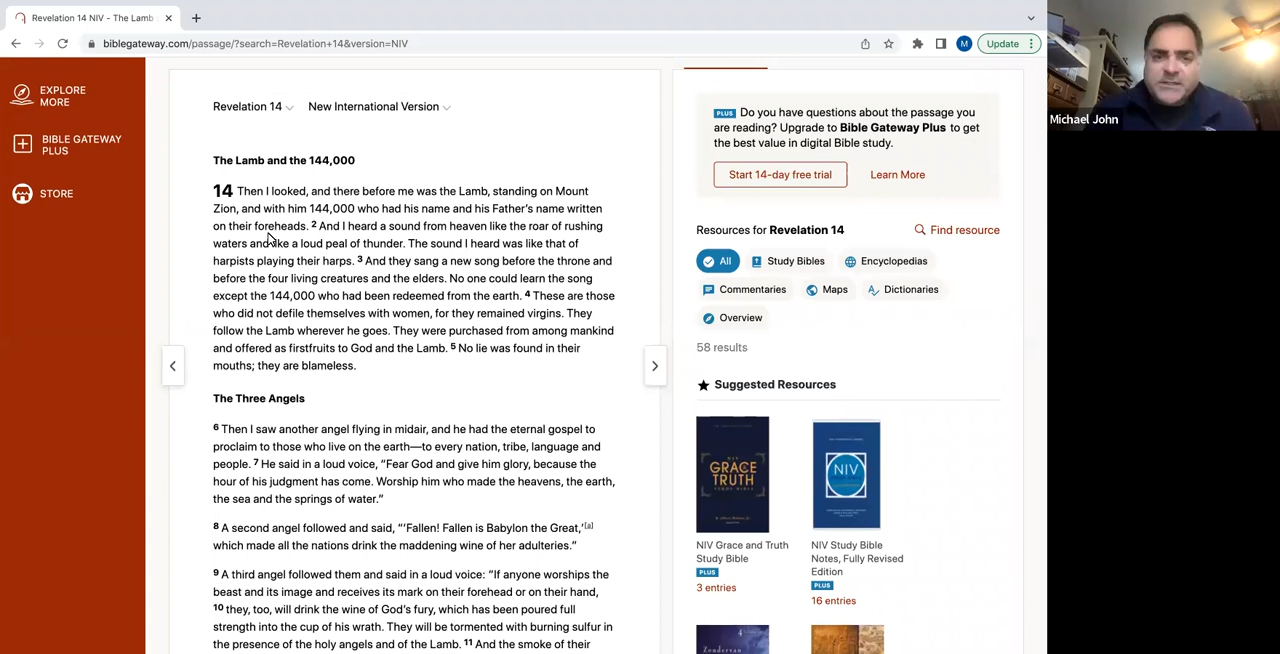 Revelation 14 NIV - The Lamb
biblegateway.com/passage/?search=Revelation+14&version=NIV
M
Update
Michael John
EXPLORE
MORE
BIBLE GATEWAY
PLUS
STORE
Revelation 14
New International Version
The Lamb and the 144,000
14 Then I looked, and there before me was the Lamb, standing on Mount
Zion, and with him 144,000 who had his name and his Father’s name written
on their foreheads. 2 And I heard a sound from heaven like the roar of rushing
waters and like a loud peal of thunder. The sound I heard was like that of
harpists playing their harps. 3 And they sang a new song before the throne and
before the four living creatures and the elders. No one could learn the song
except the 144,000 who had been redeemed from the earth. 4 These are those
who did not defile themselves with women, for they remained virgins. They
follow the Lamb wherever he goes. They were purchased from among mankind
and offered as firstfruits to God and the Lamb. 5 No lie was found in their
mouths; they are blameless.
The Three Angels
6 Then I saw another angel flying in midair, and he had the eternal gospel to
proclaim to those who live on the earth—to every nation, tribe, language and
people. 7 He said in a loud voice, “Fear God and give him glory, because the
hour of his judgment has come. Worship him who made the heavens, the earth,
the sea and the springs of water.”
8 A second angel followed and said, “‘Fallen! Fallen is Babylon the Great,’[a]
which made all the nations drink the maddening wine of her adulteries.”
9 A third angel followed them and said in a loud voice: “If anyone worships the
beast and its image and receives its mark on their forehead or on their hand,
10 they, too, will drink the wine of God’s fury, which has been poured full
strength into the cup of his wrath. They will be tormented with burning sulfur in
the presence of the holy angels and of the Lamb. 11 And the smoke of their
PLUS Do you have questions about the passage you
are reading? Upgrade to Bible Gateway Plus to get
the best value in digital Bible study.
Start 14-day free trial
Learn More
Resources for Revelation 14
Find resource
All
Study Bibles
Encyclopedias
Commentaries
Maps
Dictionaries
Overview
58 results
Suggested Resources
NIV
GRACE
TRUTH
STUDY BIBLE
NIV
NIV Grace and Truth
Study Bible
PLUS
3 entries
NIV Study Bible
Notes, Fully Revised
Edition
PLUS
16 entries
Zondervan